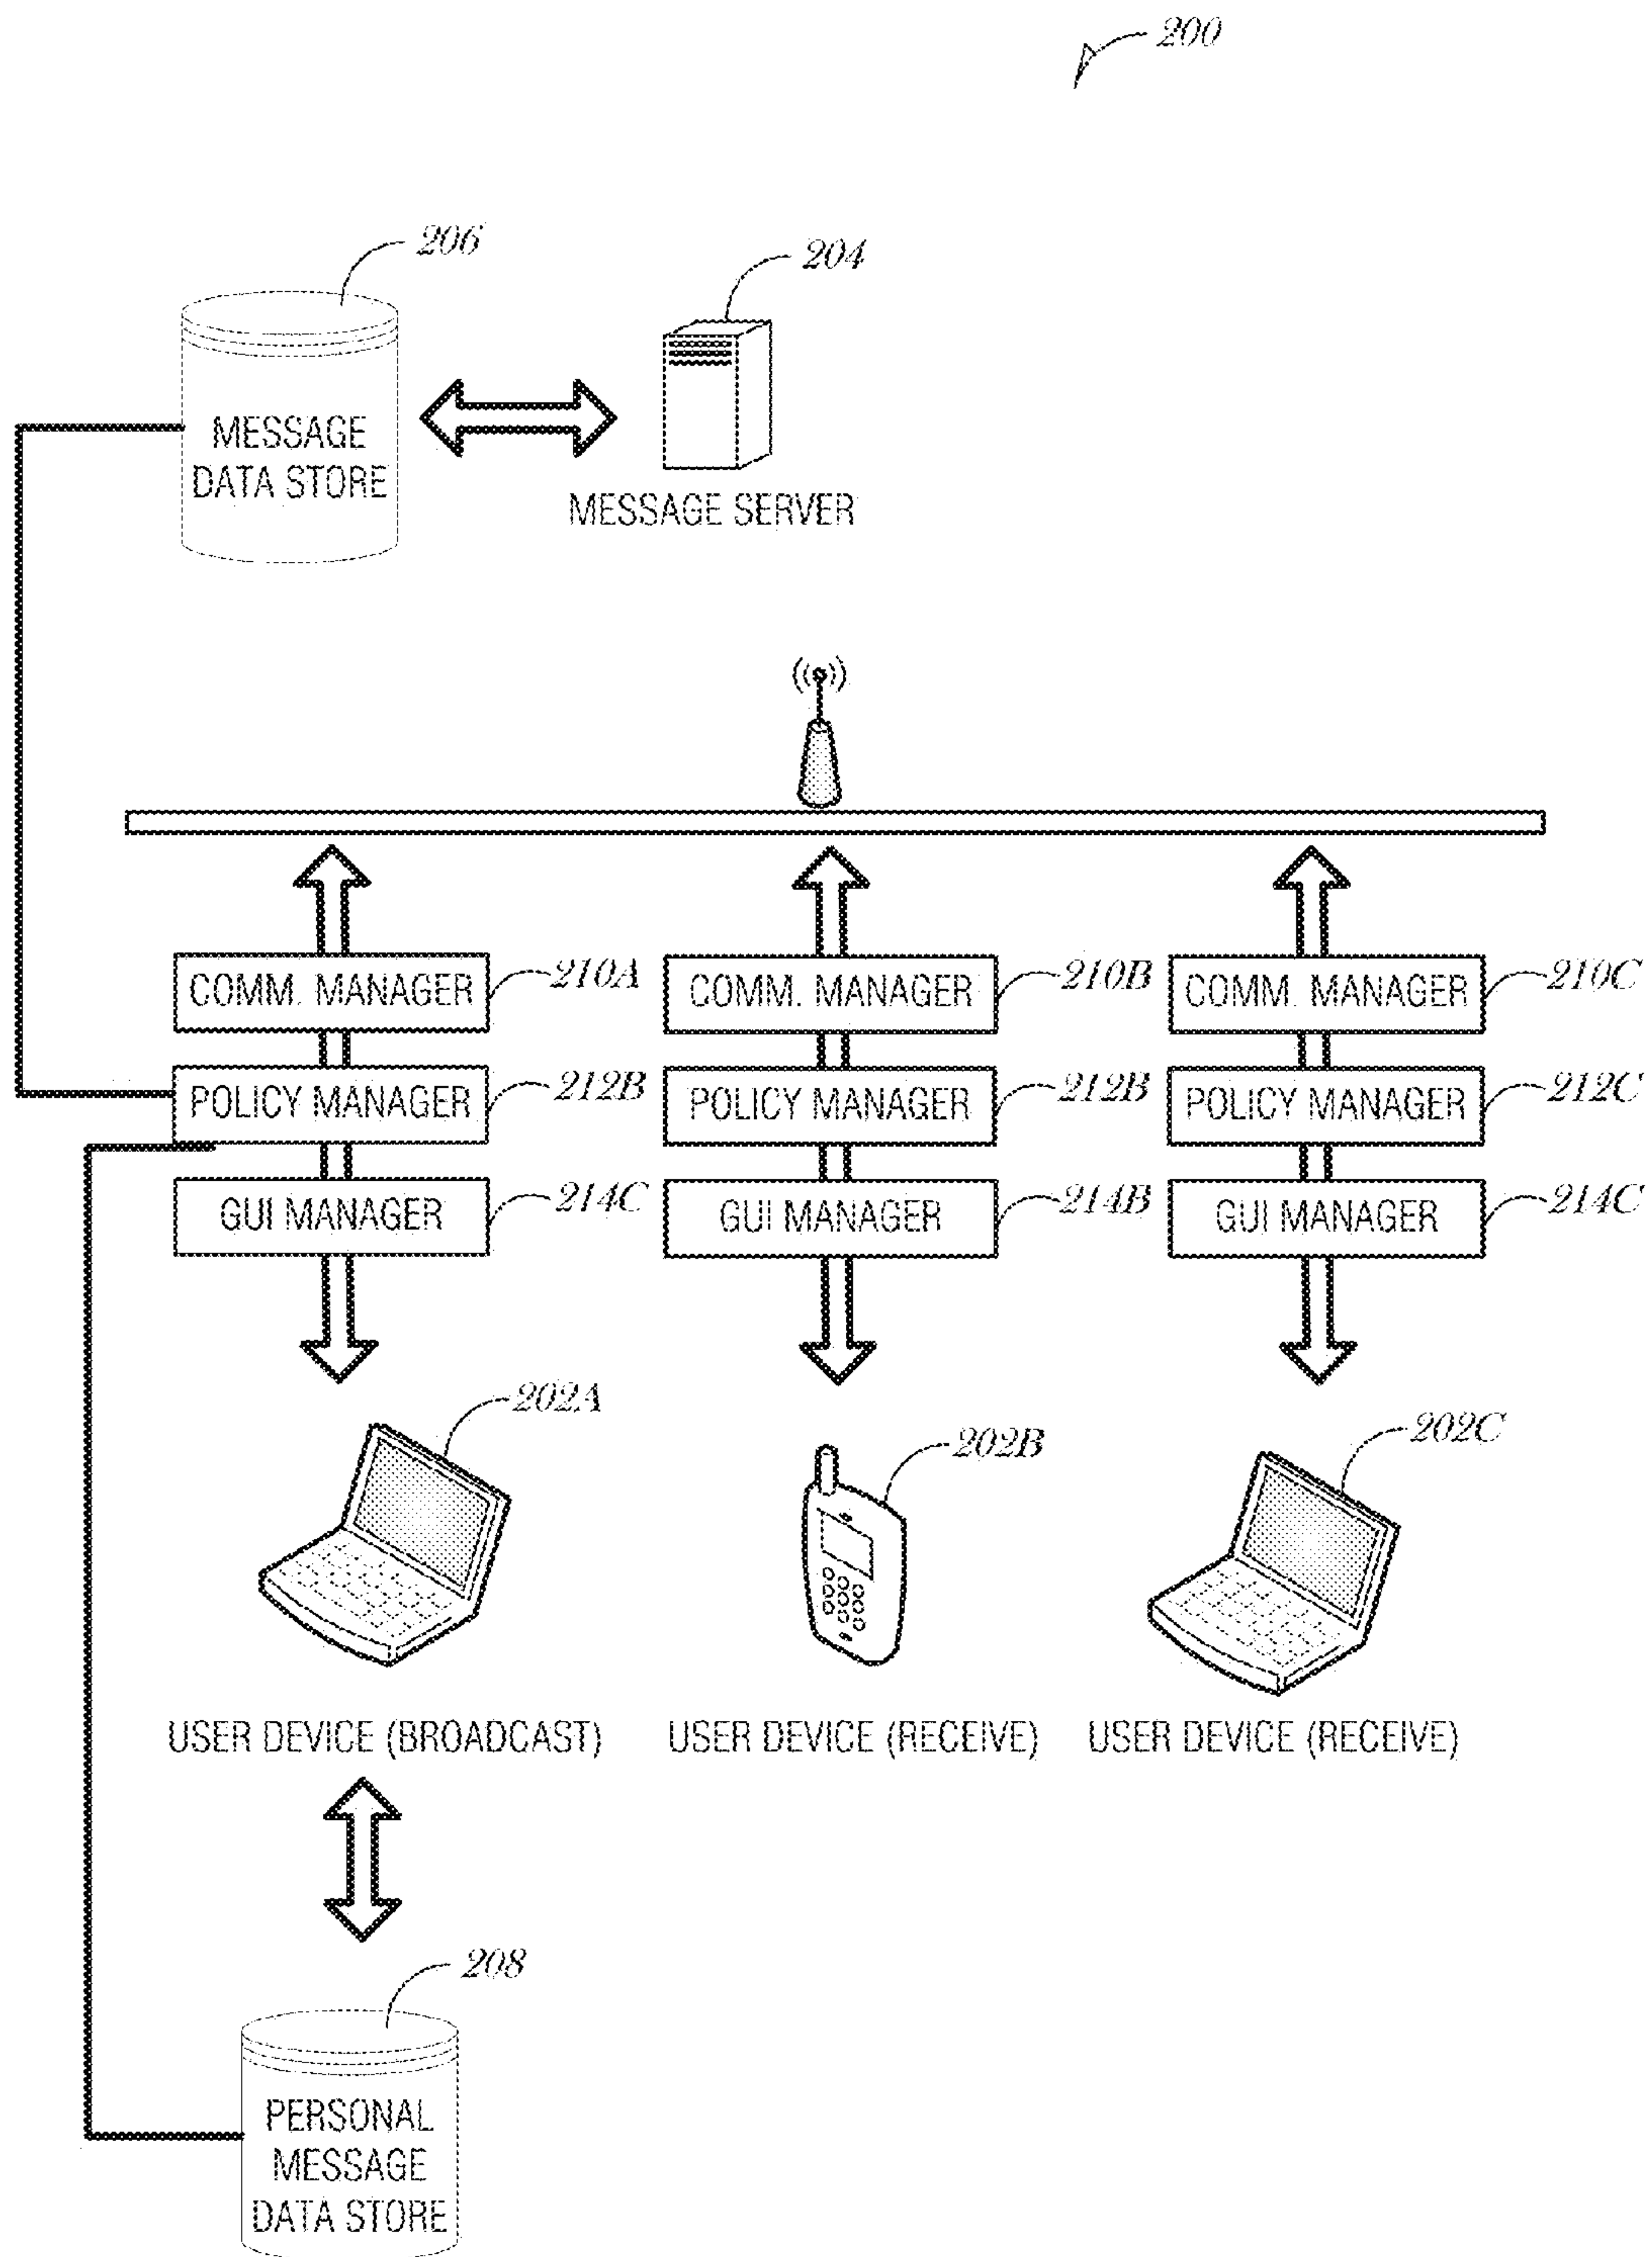 200
206
204
MESSAGE
DATA STORE
MESSAGE SERVER
COMM. MANAGER 210A COMM. MANAGER 210B COMM. MANAGER 210C
POLICY MANAGER 212B POLICY MANAGER 212B POLICY MANAGER 212C
GUI MANAGER 214C GUI MANAGER 214B GUI MANAGER 214C
202A
202B
202C
USER DEVICE (BROADCAST) USER DEVICE (RECEIVE) USER DEVICE (RECEIVE)
208
PERSONAL
MESSAGE
DATA STORE